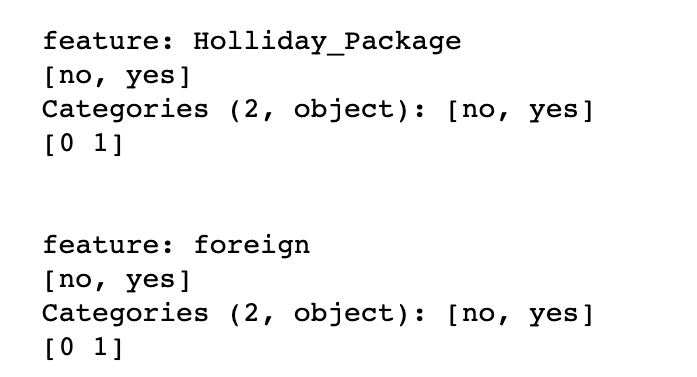 feature: Holliday_Package
[no, yes]
Categories (2, object): [no, yes]
[0 1]
feature: foreign
[no, yes]
Categories (2, object): [no, yes]
[0 1]